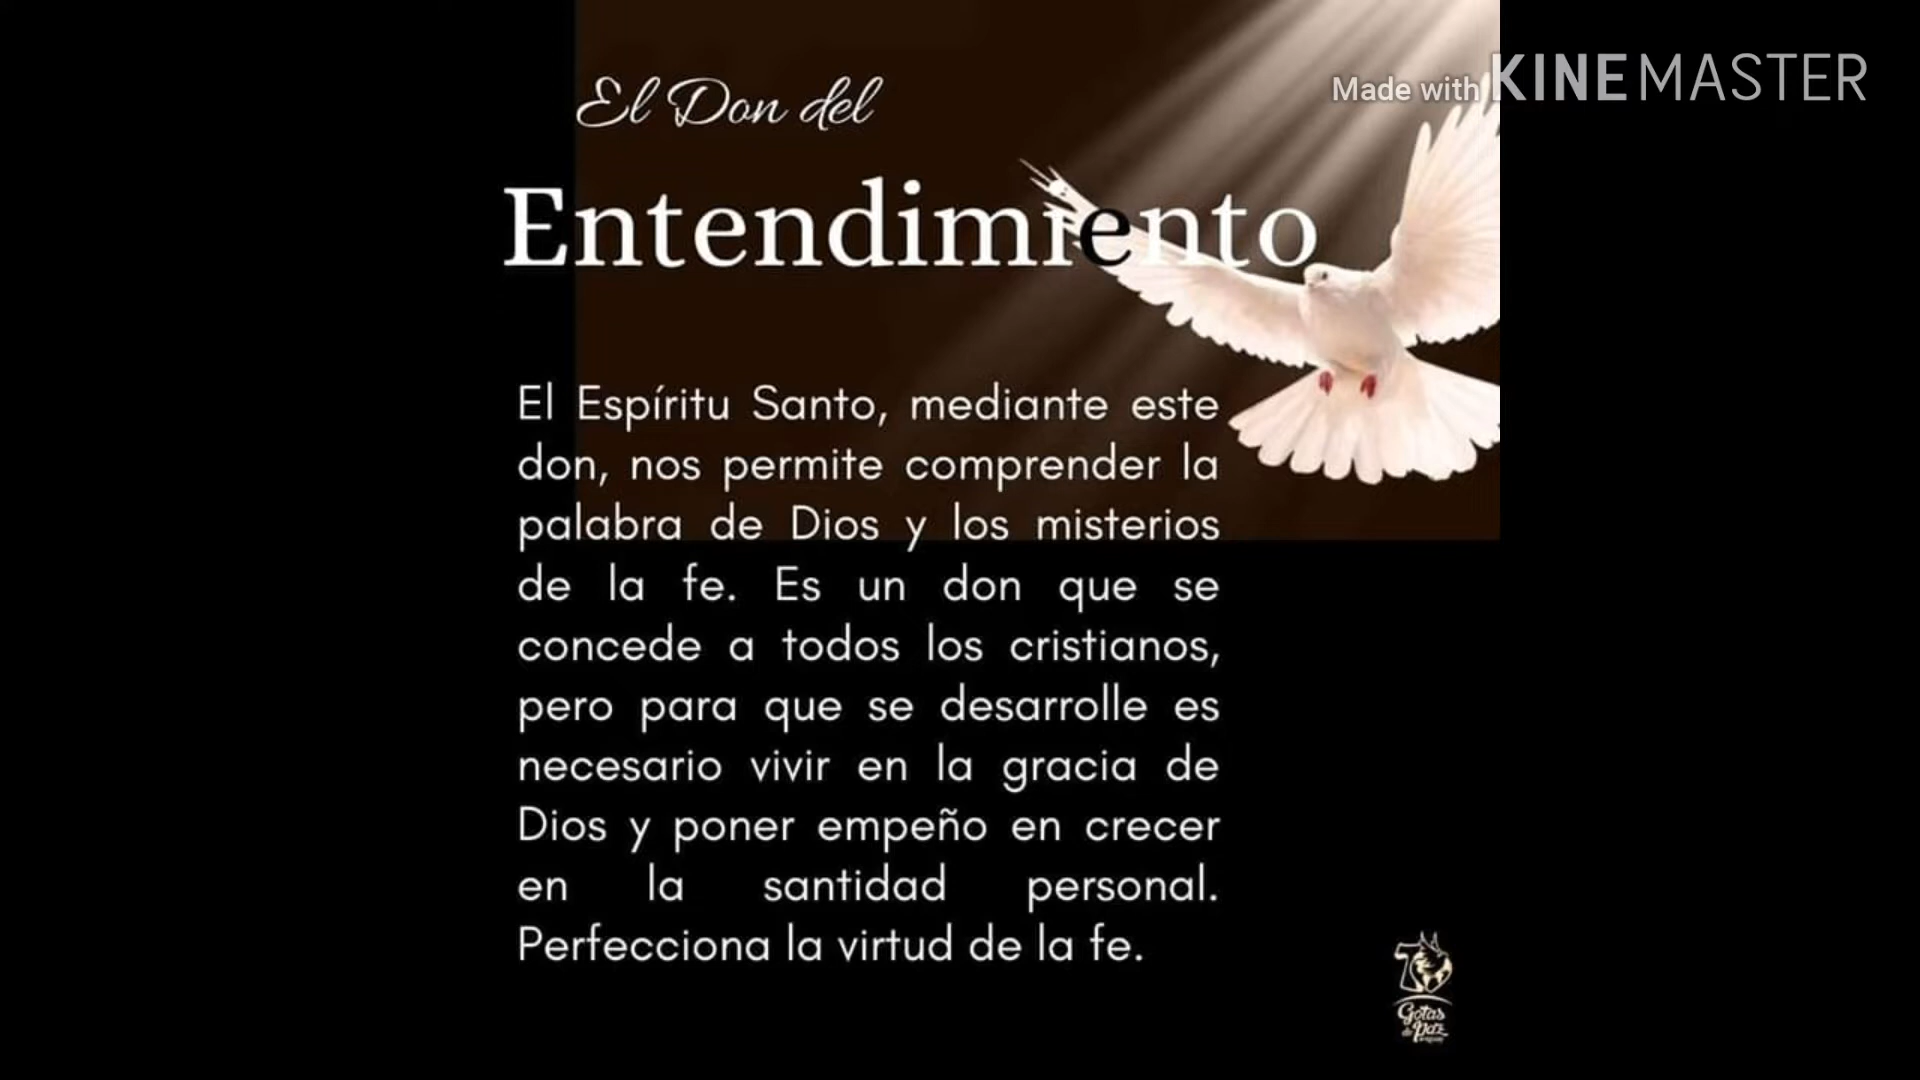 Made with KINEMASTER
El Don del
Entendimiento
El Espíritu Santo, mediante este
don, nos permite comprender la
palabra de Dios y los misterios
de la fe. Es un don que se
concede a todos los cristianos,
pero para que se desarrolle es
necesario vivir en la gracia de
Dios y poner empeño en crecer
en la santidad personal.
Perfecciona la virtud de la fe.
Gotas
de Paz